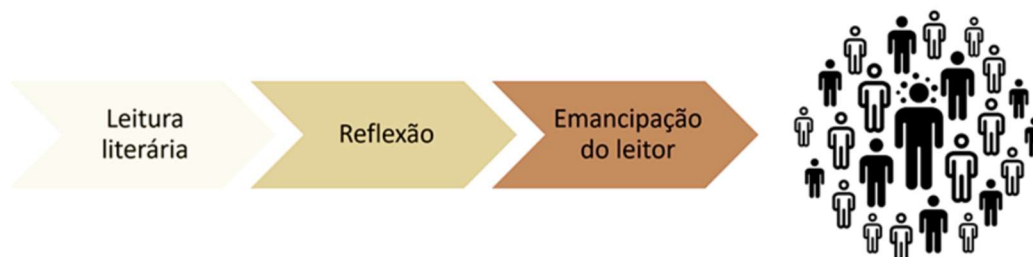 Leitura
literária
Reflexão
Emancipação
do leitor